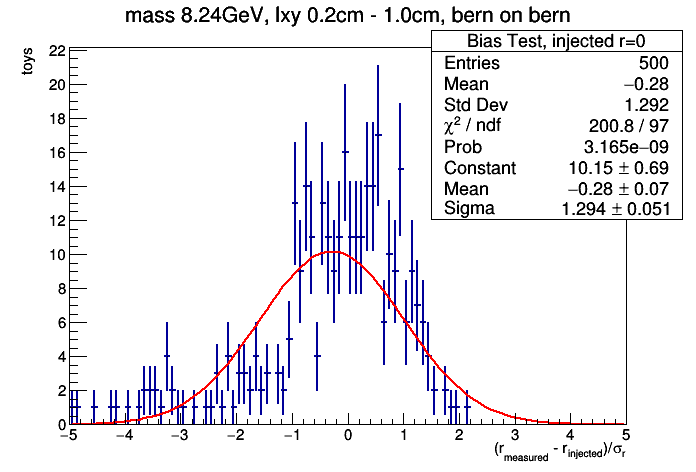 mass 8.24GeV, lxy 0.2cm - 1.0cm, bern on bern
Bias Test, injected r=0
Entries 500
Mean −0.28
Std Dev 1.292
χ² / ndf 200.8 / 97
Prob 3.165e−09
Constant 10.15 ± 0.69
Mean −0.28 ± 0.07
Sigma 1.294 ± 0.051
toys
22
20
18
16
14
12
10
8
6
4
2
0
−5 −4 −3 −2 −1 0 1 2 3 4 5
(r_measured - r_injected)/σ_r